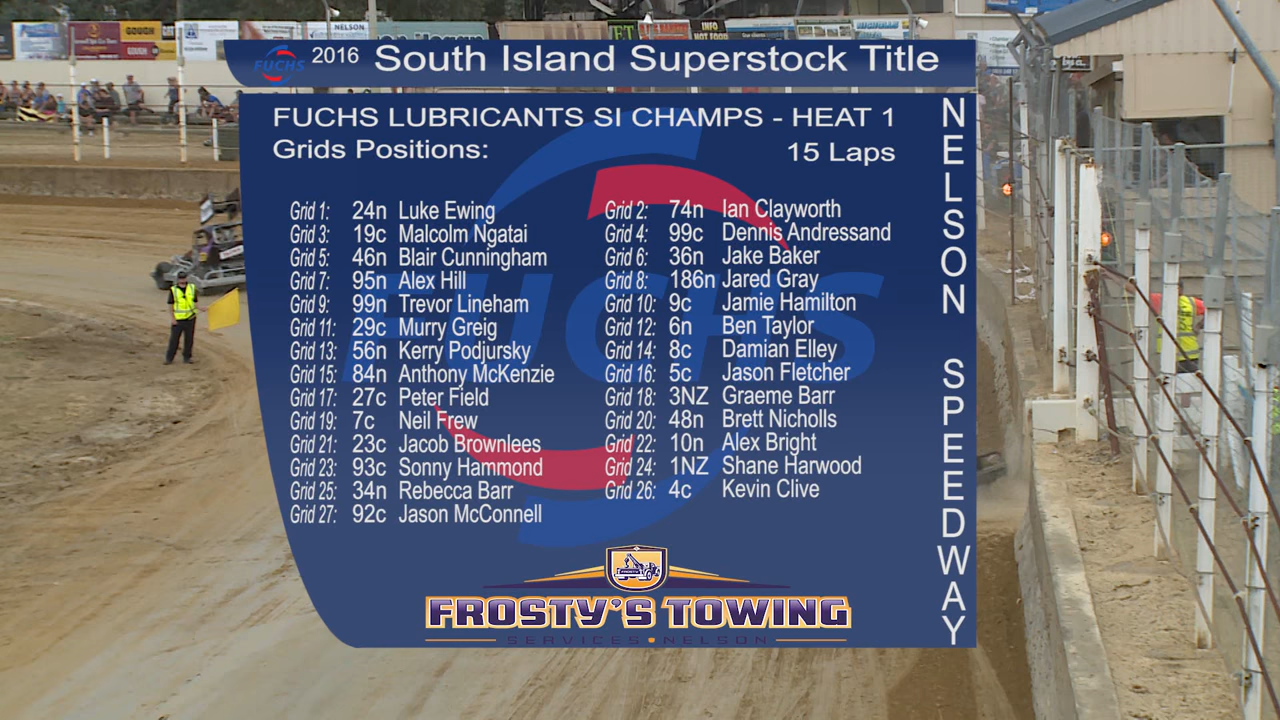 GOUGH
GOUGH
NELSON
INFO
HOT FOOD
FUCHS
2016 South Island Superstock Title
FUCHS LUBRICANTS SI CHAMPS - HEAT 1
Grids Positions:
15 Laps
NELSON SPEEDWAY
FUCHS
Grid 1: 24n Luke Ewing Grid 2: 74n Ian Clayworth
Grid 3: 19c Malcolm Ngatai Grid 4: 99c Dennis Andressand
Grid 5: 46n Blair Cunningham Grid 6: 36n Jake Baker
Grid 7: 95n Alex Hill Grid 8: 186n Jared Gray
Grid 9: 99n Trevor Lineham Grid 10: 9c Jamie Hamilton
Grid 11: 29c Murry Greig Grid 12: 6n Ben Taylor
Grid 13: 56n Kerry Podjursky Grid 14: 8c Damian Elley
Grid 15: 84n Anthony McKenzie Grid 16: 5c Jason Fletcher
Grid 17: 27c Peter Field Grid 18: 3NZ Graeme Barr
Grid 19: 7c Neil Frew Grid 20: 48n Brett Nicholls
Grid 21: 23c Jacob Brownlees Grid 22: 10n Alex Bright
Grid 23: 93c Sonny Hammond Grid 24: 1NZ Shane Harwood
Grid 25: 34n Rebecca Barr Grid 26: 4c Kevin Clive
Grid 27: 92c Jason McConnell
FROSTY'S TOWING
SERVICES • NELSON